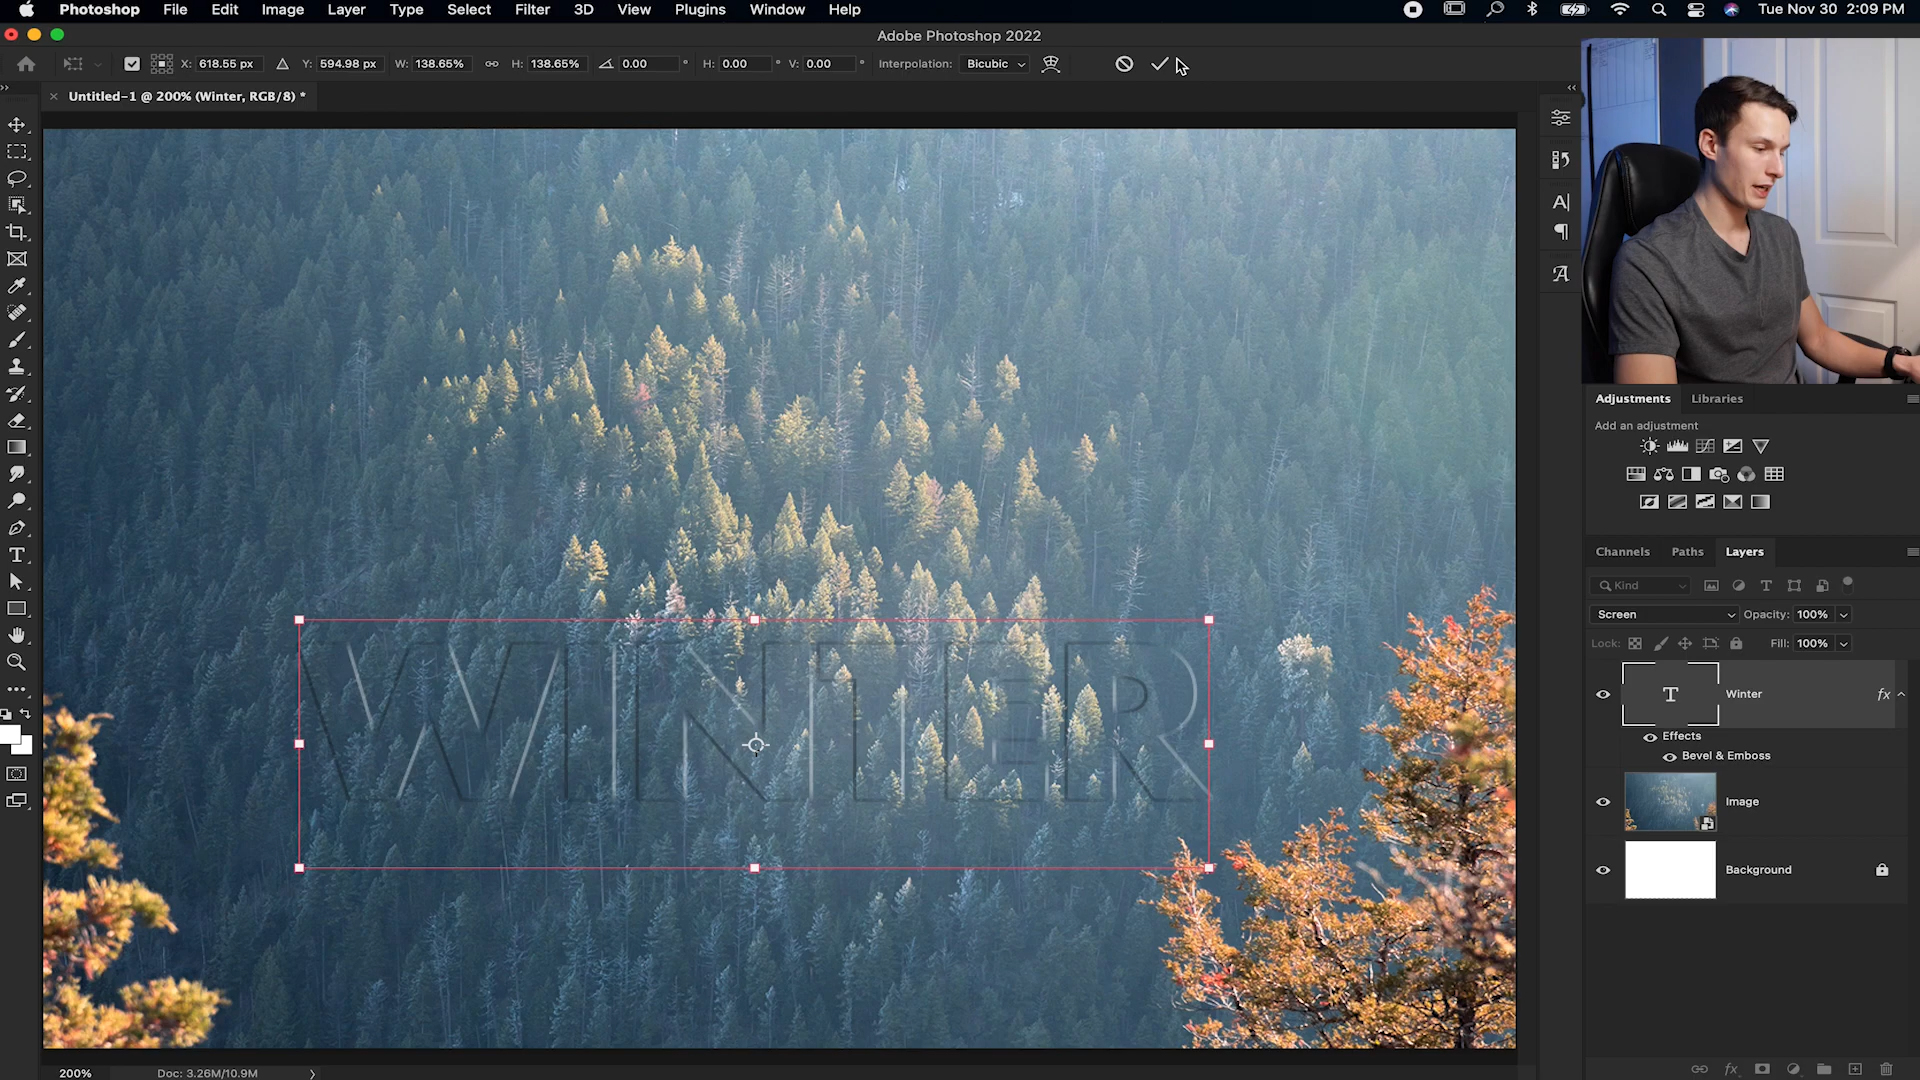 Photoshop File Edit Image Layer Type Select Filter 3D View Plugins Window Help Tue Nov 30 2:09 PM
Adobe Photoshop 2022
X: 618.55 px Y: 594.98 px W: 138.65% H: 138.65% 0.00 ° H: 0.00 ° V: 0.00 ° Interpolation: Bicubic
× Untitled-1 @ 200% (Winter, RGB/8) *
WINTER
Adjustments Libraries
Add an adjustment
Channels Paths Layers
Kind
Screen Opacity: 100%
Lock: Fill: 100%
T Winter fx
Effects
Bevel & Emboss
Image
Background
fx
200% Doc: 3.26M/10.9M